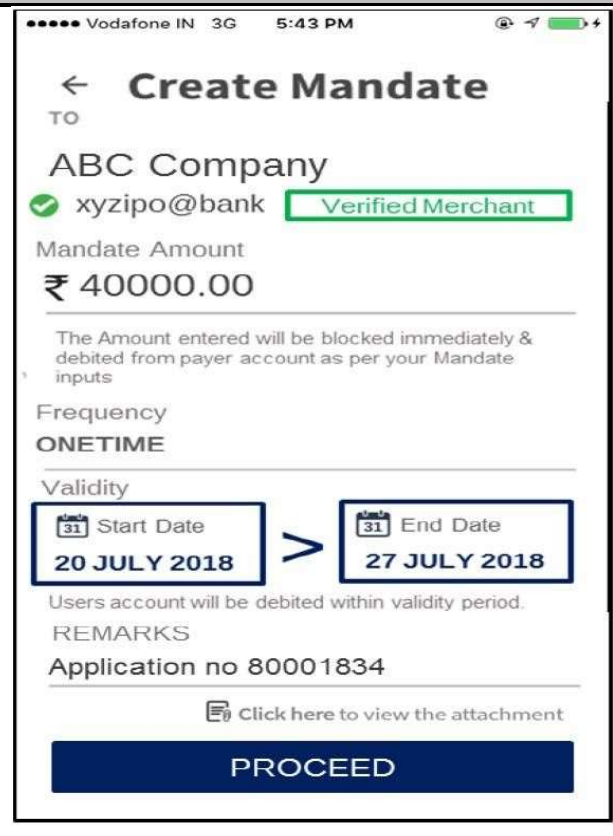 Vodafone IN 3G 5:43 PM
← Create Mandate
TO
ABC Company
xyzipo@bank Verified Merchant
Mandate Amount
₹ 40000.00
The Amount entered will be blocked immediately &
debited from payer account as per your Mandate
inputs
Frequency
ONETIME
Validity
31 Start Date > 31 End Date
20 JULY 2018 27 JULY 2018
Users account will be debited within validity period.
REMARKS
Application no 80001834
Click here to view the attachment
PROCEED